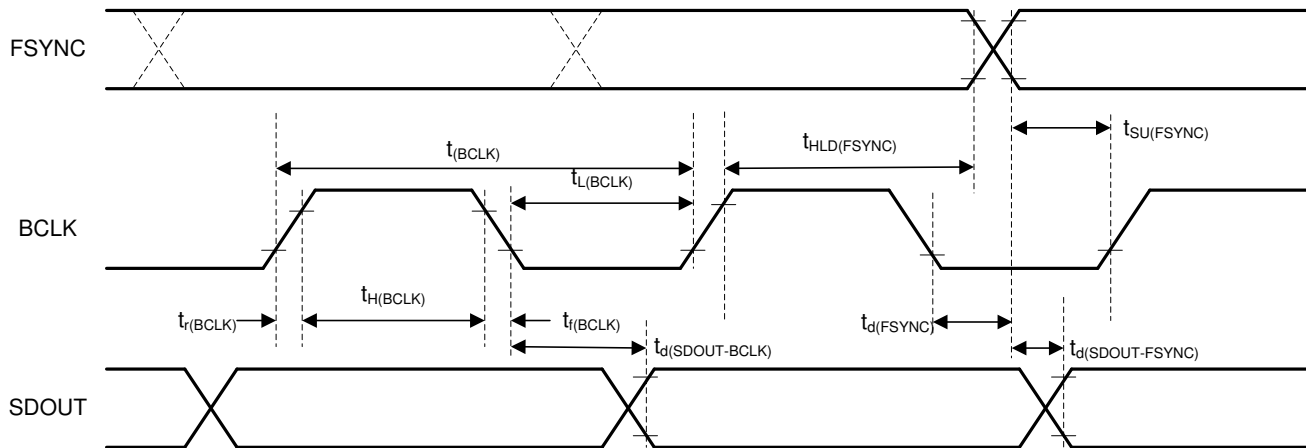 FSYNC
tSU(FSYNC)
tHLD(FSYNC)
t(BCLK)
tL(BCLK)
BCLK
tH(BCLK)
tr(BCLK)
tf(BCLK)
td(FSYNC)
td(SDOUT-BCLK)
td(SDOUT-FSYNC)
SDOUT